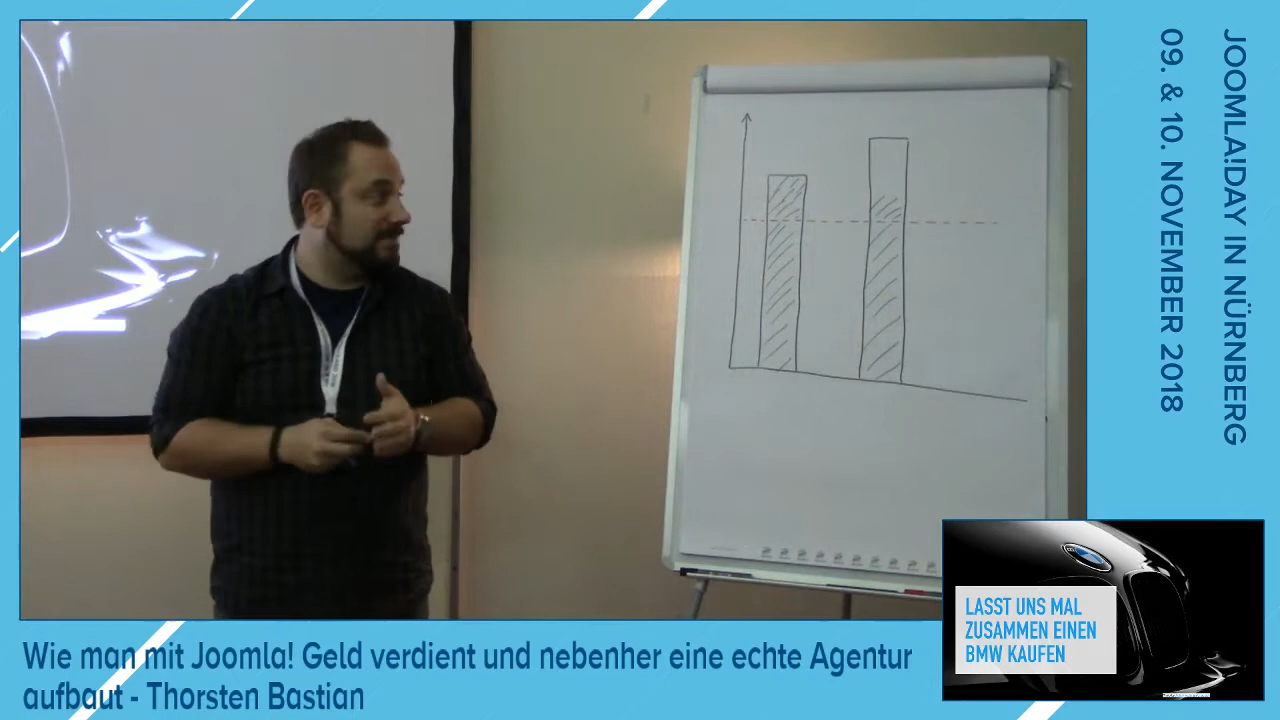 JOOMLA!DAY IN NÜRNBERG
09. & 10. NOVEMBER 2018
LASST UNS MAL
ZUSAMMEN EINEN
BMW KAUFEN
Wie man mit Joomla! Geld verdient und nebenher eine echte Agentur
aufbaut - Thorsten Bastian